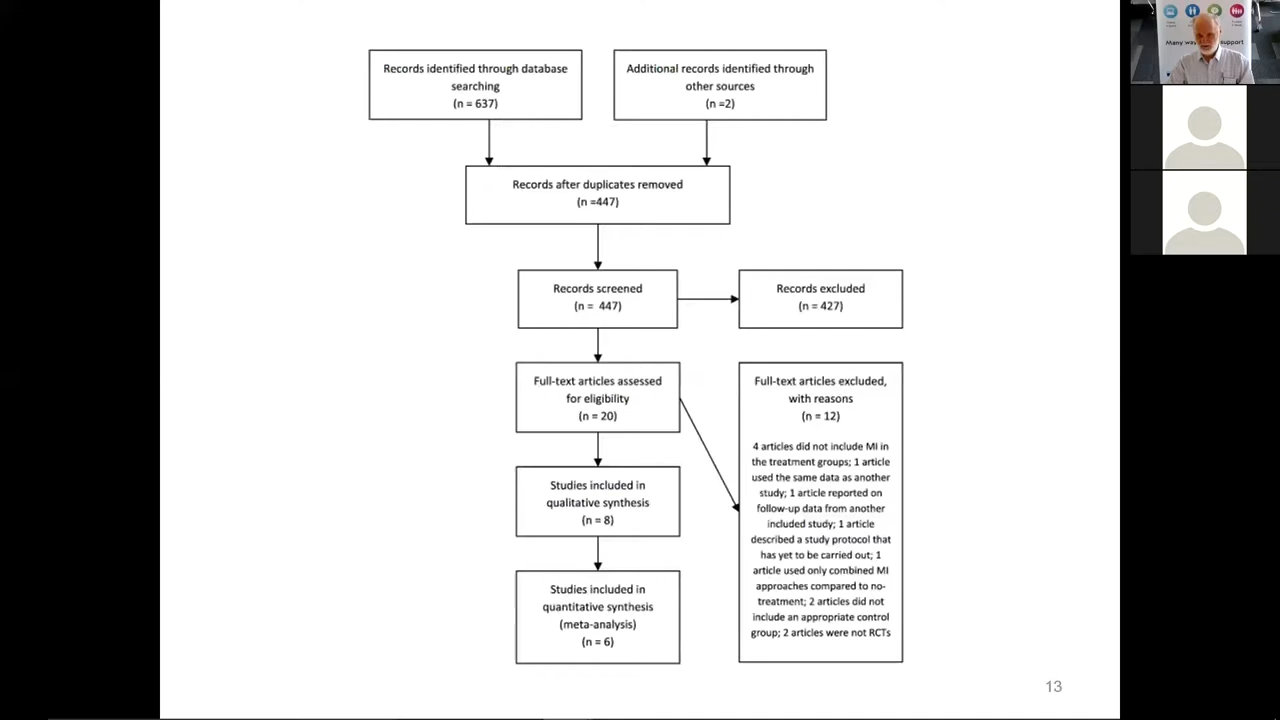 Records identified through database
searching
(n = 637)
Additional records identified through
other sources
(n =2)
Records after duplicates removed
(n =447)
Records screened
(n = 447)
Records excluded
(n = 427)
Full-text articles assessed
for eligibility
(n = 20)
Full-text articles excluded,
with reasons
(n = 12)
4 articles did not include MI in
the treatment groups; 1 article
used the same data as another
study; 1 article reported on
follow-up data from another
included study; 1 article
described a study protocol that
has yet to be carried out; 1
article used only combined MI
approaches compared to no-
treatment; 2 articles did not
include an appropriate control
group; 2 articles were not RCTs
Studies included in
qualitative synthesis
(n = 8)
Studies included in
quantitative synthesis
(meta-analysis)
(n = 6)
13
Many support